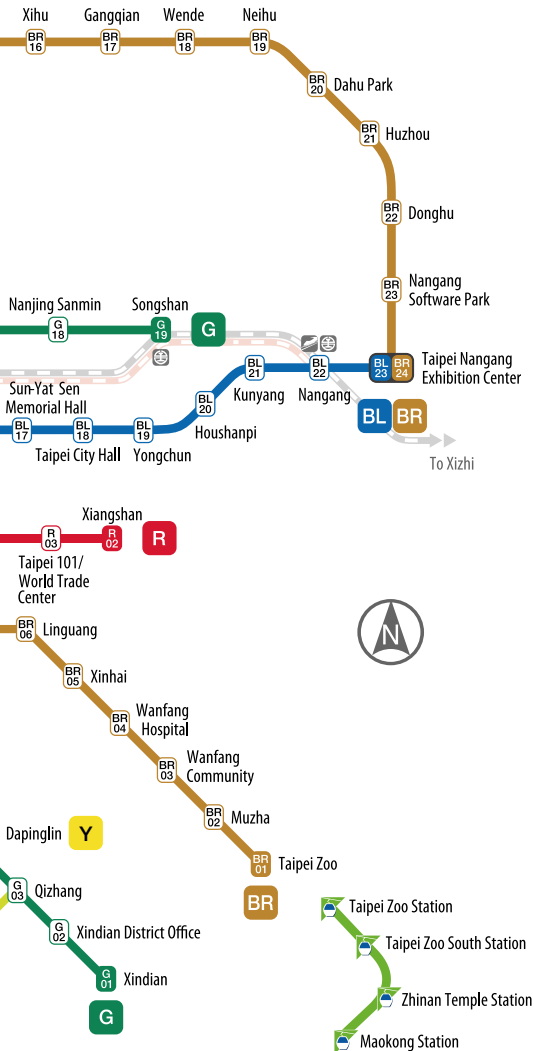 Xihu
Gangqian
Wende
Neihu
BR
16
BR
17
BR
18
BR
19
BR
20
Dahu Park
BR
21
Huzhou
BR
22
Donghu
BR
23
Nangang
Software Park
Nanjing Sanmin
Songshan
G
18
G
19
G
BL
23
BR
24
Taipei Nangang
Exhibition Center
BL
21
BL
22
Kunyang
Nangang
Sun-Yat Sen
Memorial Hall
BL
20
Houshanpi
BL
BR
BL
17
BL
18
BL
19
Taipei City Hall
Yongchun
To Xizhi
Xiangshan
R
03
R
02
R
Taipei 101/
World Trade
Center
N
BR
06
Linguang
BR
05
Xinhai
BR
04
Wanfang
Hospital
BR
03
Wanfang
Community
BR
02
Muzha
Dapinglin
Y
BR
01
Taipei Zoo
BR
G
03
Qizhang
G
02
Xindian District Office
G
01
Xindian
G
Taipei Zoo Station
Taipei Zoo South Station
Zhinan Temple Station
Maokong Station